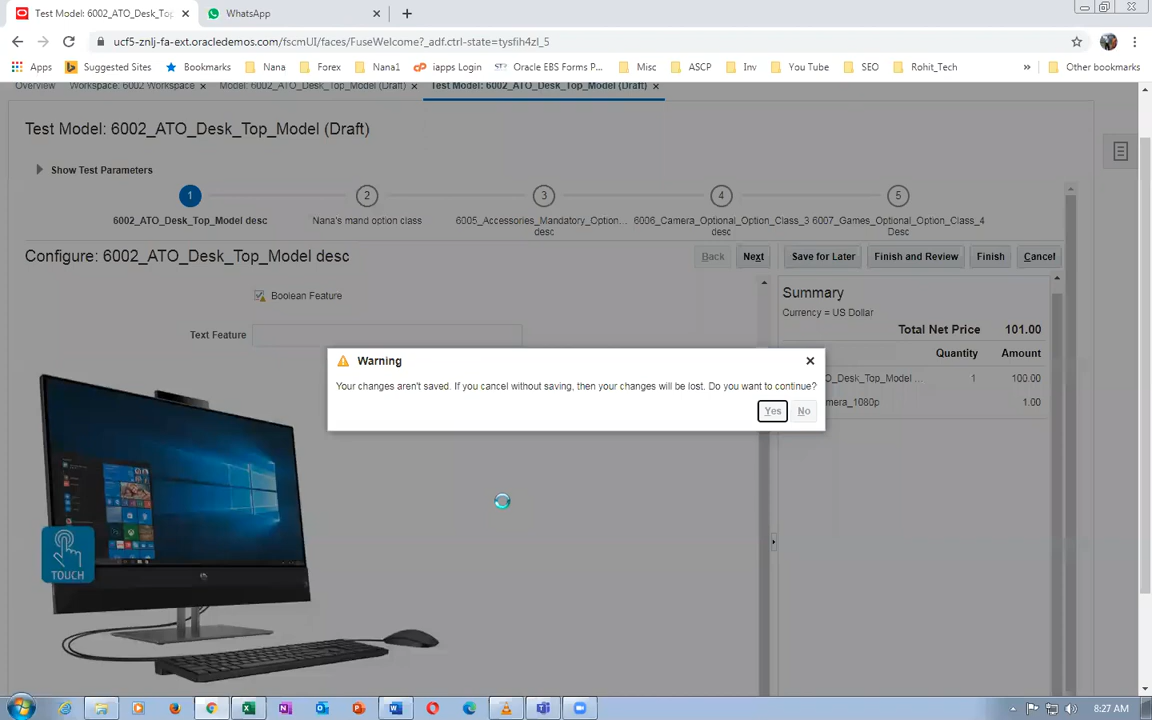 Test Model: 6002_ATO_Desk_Top_
WhatsApp
ucf5-znlj-fa-ext.oracledemos.com/fscmUI/faces/FuseWelcome?_adf.ctrl-state=tysfih4zl_5
Apps Suggested Sites Bookmarks Nana Forex Nana1 iapps Login Oracle EBS Forms P... Misc ASCP Inv You Tube SEO Rohit_Tech » Other bookmarks
Overview Workspace: 6002 Workspace Model: 6002_ATO_Desk_Top_Model (Draft) Test Model: 6002_ATO_Desk_Top_Model (Draft)
Test Model: 6002_ATO_Desk_Top_Model (Draft)
Show Test Parameters
1 2 3 4 5
6002_ATO_Desk_Top_Model desc Nana's mand option class 6005_Accessories_Mandatory_Option... 6006_Camera_Optional_Option_Class_3 6007_Games_Optional_Option_Class_4
desc desc Desc
Configure: 6002_ATO_Desk_Top_Model desc
Back Next Save for Later Finish and Review Finish Cancel
Boolean Feature
Text Feature
Summary
Currency = US Dollar
Total Net Price 101.00
Quantity Amount
O_Desk_Top_Model ... 1 100.00
mera_1080p 1.00
Warning
Your changes aren't saved. If you cancel without saving, then your changes will be lost. Do you want to continue?
Yes No
TOUCH
8:27 AM